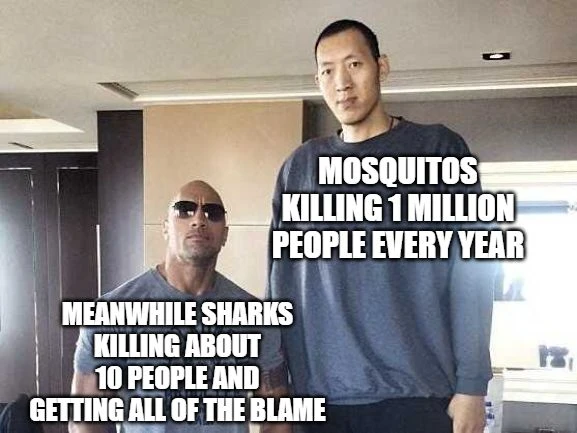 MOSQUITOS
KILLING 1 MILLION
PEOPLE EVERY YEAR
MEANWHILE SHARKS
KILLING ABOUT
10 PEOPLE AND
GETTING ALL OF THE BLAME